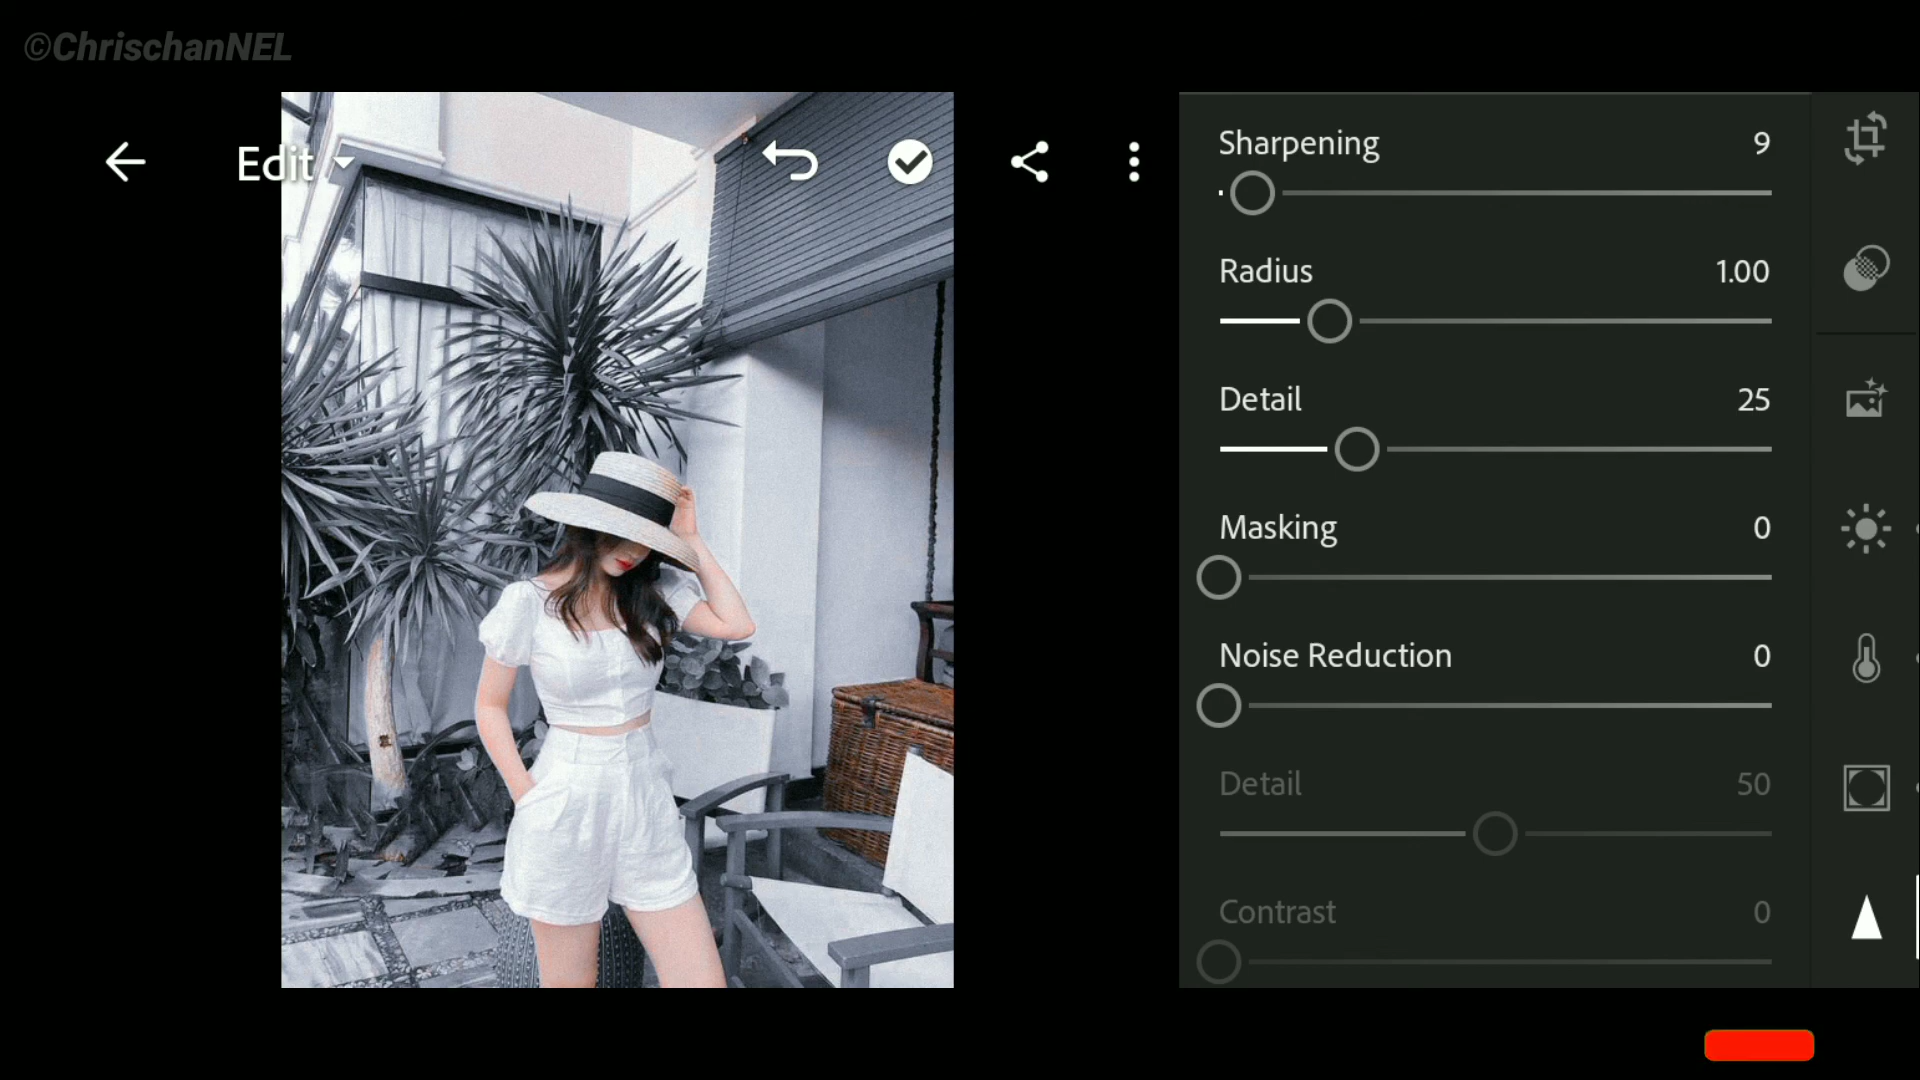 ©ChrischanNEL
Edit
Sharpening 9
Radius 1.00
Detail 25
Masking 0
Noise Reduction 0
Detail 50
Contrast 0